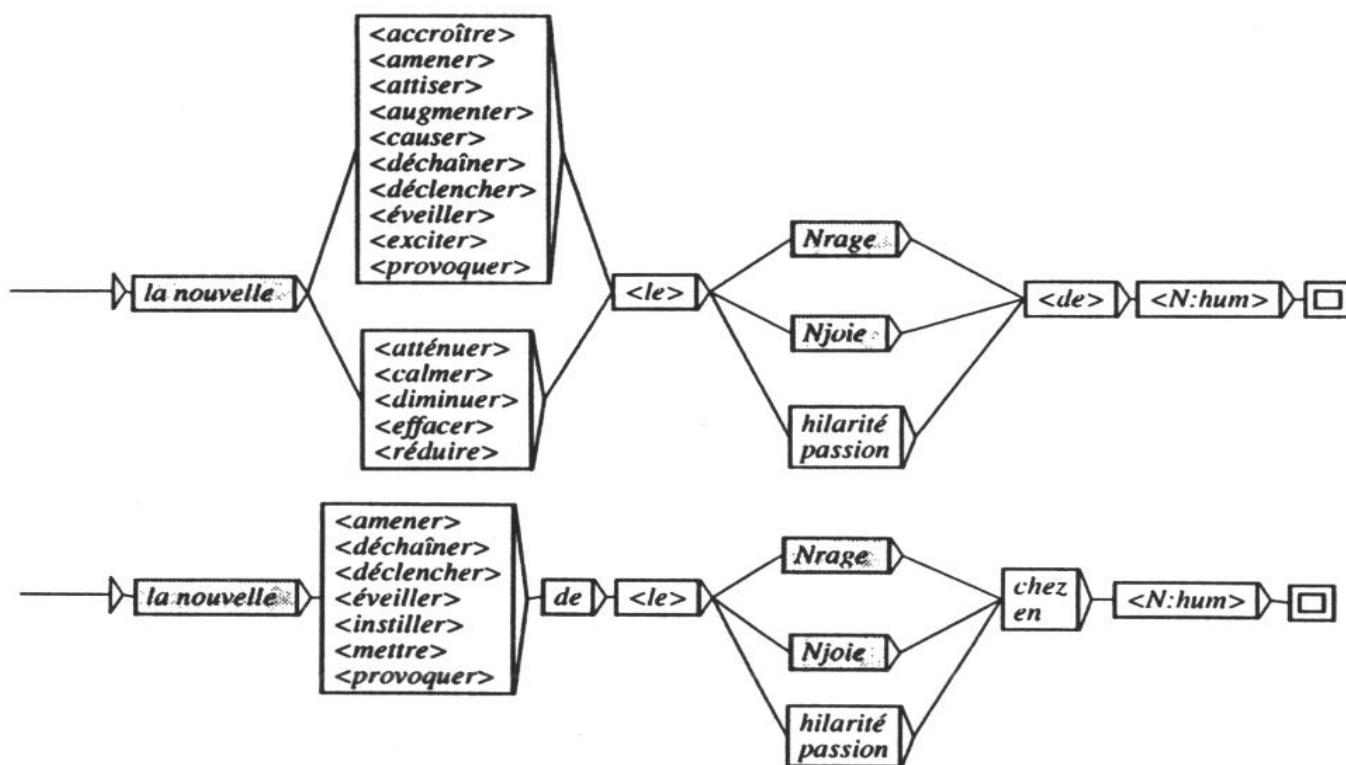 <accroître>
<amener>
<attiser>
<augmenter>
<causer>
<déchaîner>
<déclencher>
<éveiller>
<exciter>
<provoquer>
la nouvelle
<atténuer>
<calmer>
<diminuer>
<effacer>
<réduire>
<le>
Nrage
Njoie
hilarité
passion
<de>
<N:hum>
la nouvelle
<amener>
<déchaîner>
<déclencher>
<éveiller>
<instiller>
<mettre>
<provoquer>
de
<le>
Nrage
Njoie
hilarité
passion
chez
en
<N:hum>